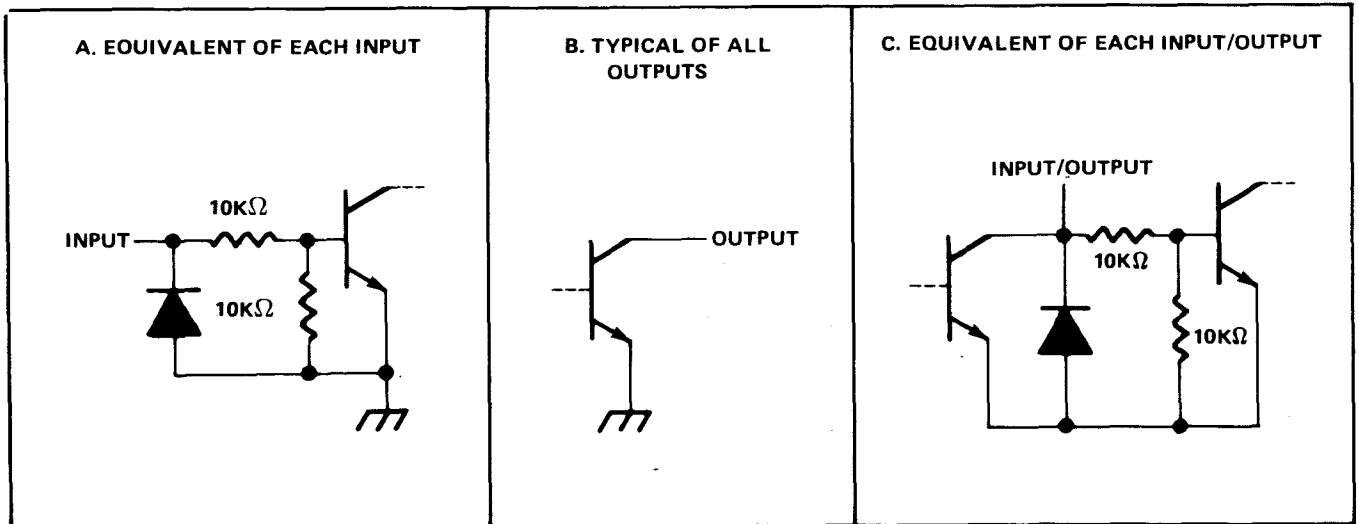 A. EQUIVALENT OF EACH INPUT
10KΩ
INPUT
10KΩ
B. TYPICAL OF ALL
OUTPUTS
OUTPUT
C. EQUIVALENT OF EACH INPUT/OUTPUT
INPUT/OUTPUT
10KΩ
10KΩ